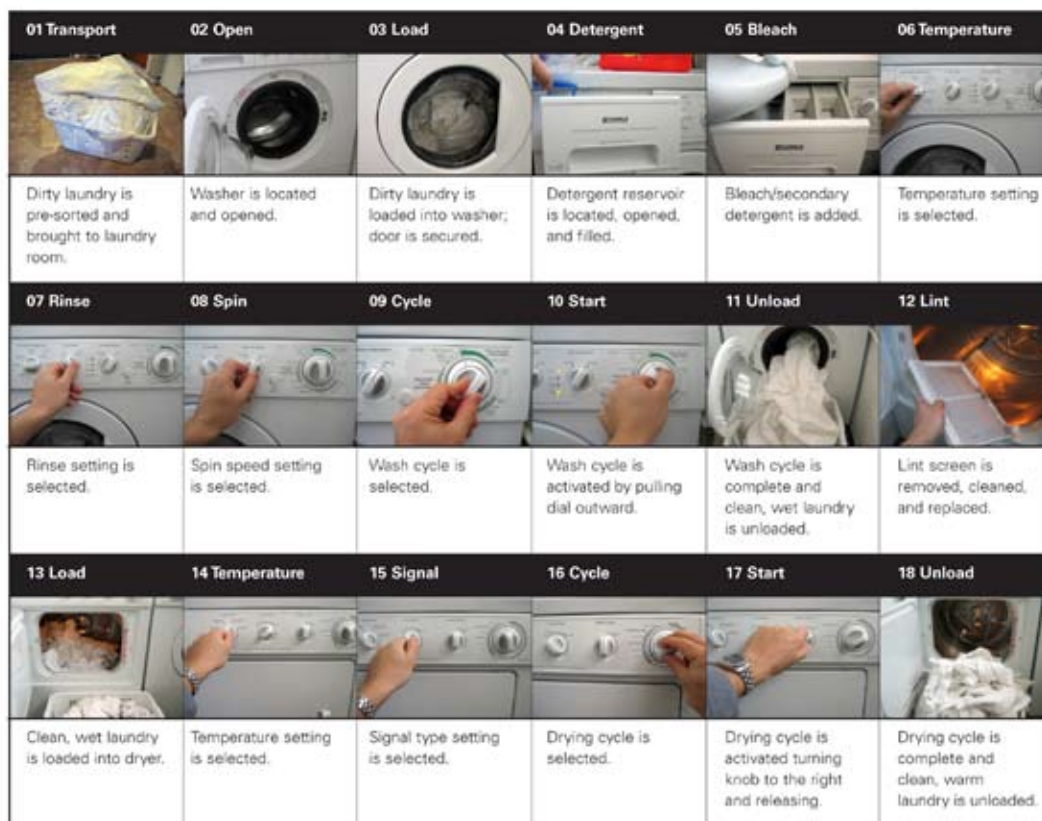 01 Transport
02 Open
03 Load
04 Detergent
05 Bleach
06 Temperature
KENMORE
KENMORE
Dirty laundry is
pre-sorted and
brought to laundry
room.
Washer is located
and opened.
Dirty laundry is
loaded into washer;
door is secured.
Detergent reservoir
is located, opened,
and filled.
Bleach/secondary
detergent is added.
Temperature setting
is selected.
07 Rinse
08 Spin
09 Cycle
10 Start
11 Unload
12 Lint
Rinse setting is
selected.
Spin speed setting
is selected.
Wash cycle is
selected.
Wash cycle is
activated by pulling
dial outward.
Wash cycle is
complete and
clean, wet laundry
is unloaded.
Lint screen is
removed, cleaned,
and replaced.
13 Load
14 Temperature
15 Signal
16 Cycle
17 Start
18 Unload
Clean, wet laundry
is loaded into dryer.
Temperature setting
is selected.
Signal type setting
is selected.
Drying cycle is
selected.
Drying cycle is
activated turning
knob to the right
and releasing.
Drying cycle is
complete and
clean, warm
laundry is unloaded.